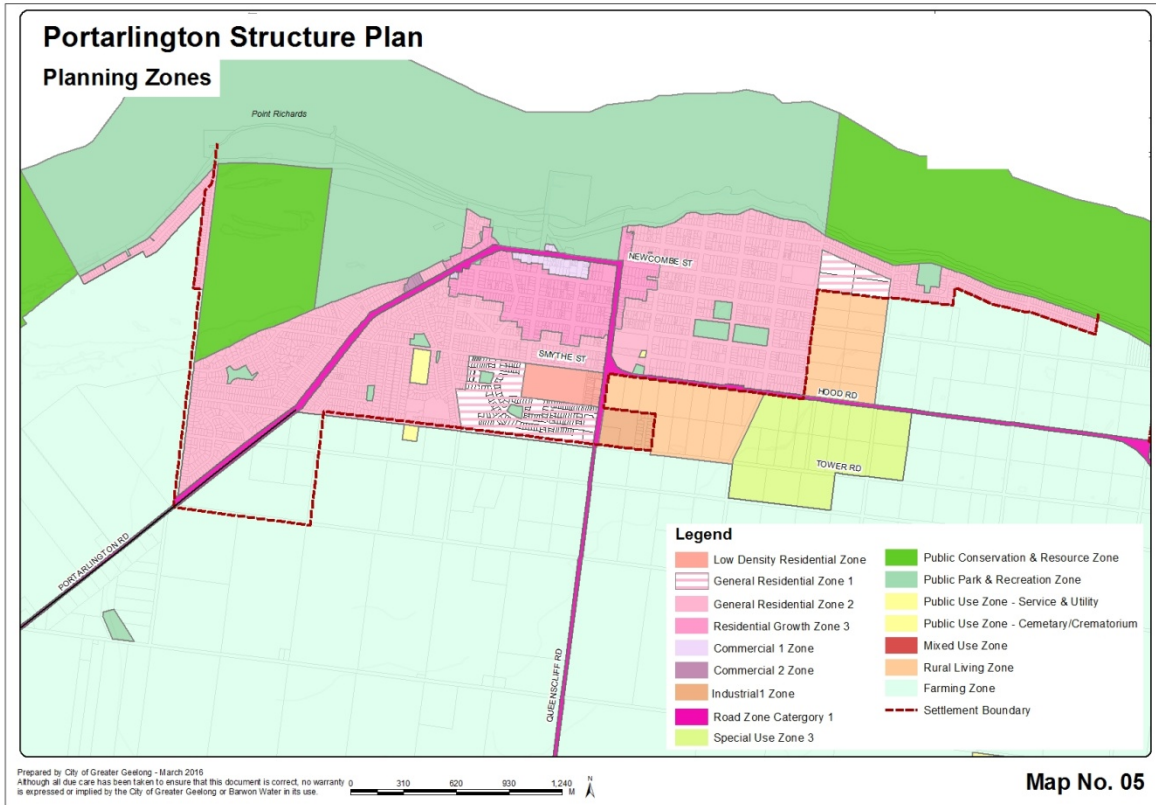 Portarlington Structure Plan
Planning Zones
Point Richards
NEWCOMBE ST
SMYTHE ST
HOOD RD
TOWER RD
PORTARLINGTON RD
QUEENSCLIFF RD
Legend
Low Density Residential Zone
General Residential Zone 1
General Residential Zone 2
Residential Growth Zone 3
Commercial 1 Zone
Commercial 2 Zone
Industrial1 Zone
Road Zone Catergory 1
Special Use Zone 3
Public Conservation & Resource Zone
Public Park & Recreation Zone
Public Use Zone - Service & Utility
Public Use Zone - Cemetary/Crematorium
Mixed Use Zone
Rural Living Zone
Farming Zone
Settlement Boundary
Prepared by City of Greater Geelong - March 2016
Although all due care has been taken to ensure that this document is correct, no warranty
is expressed or implied by the City of Greater Geelong or Barwon Water in its use.
0 310 620 930 1,240
M
N
Map No. 05